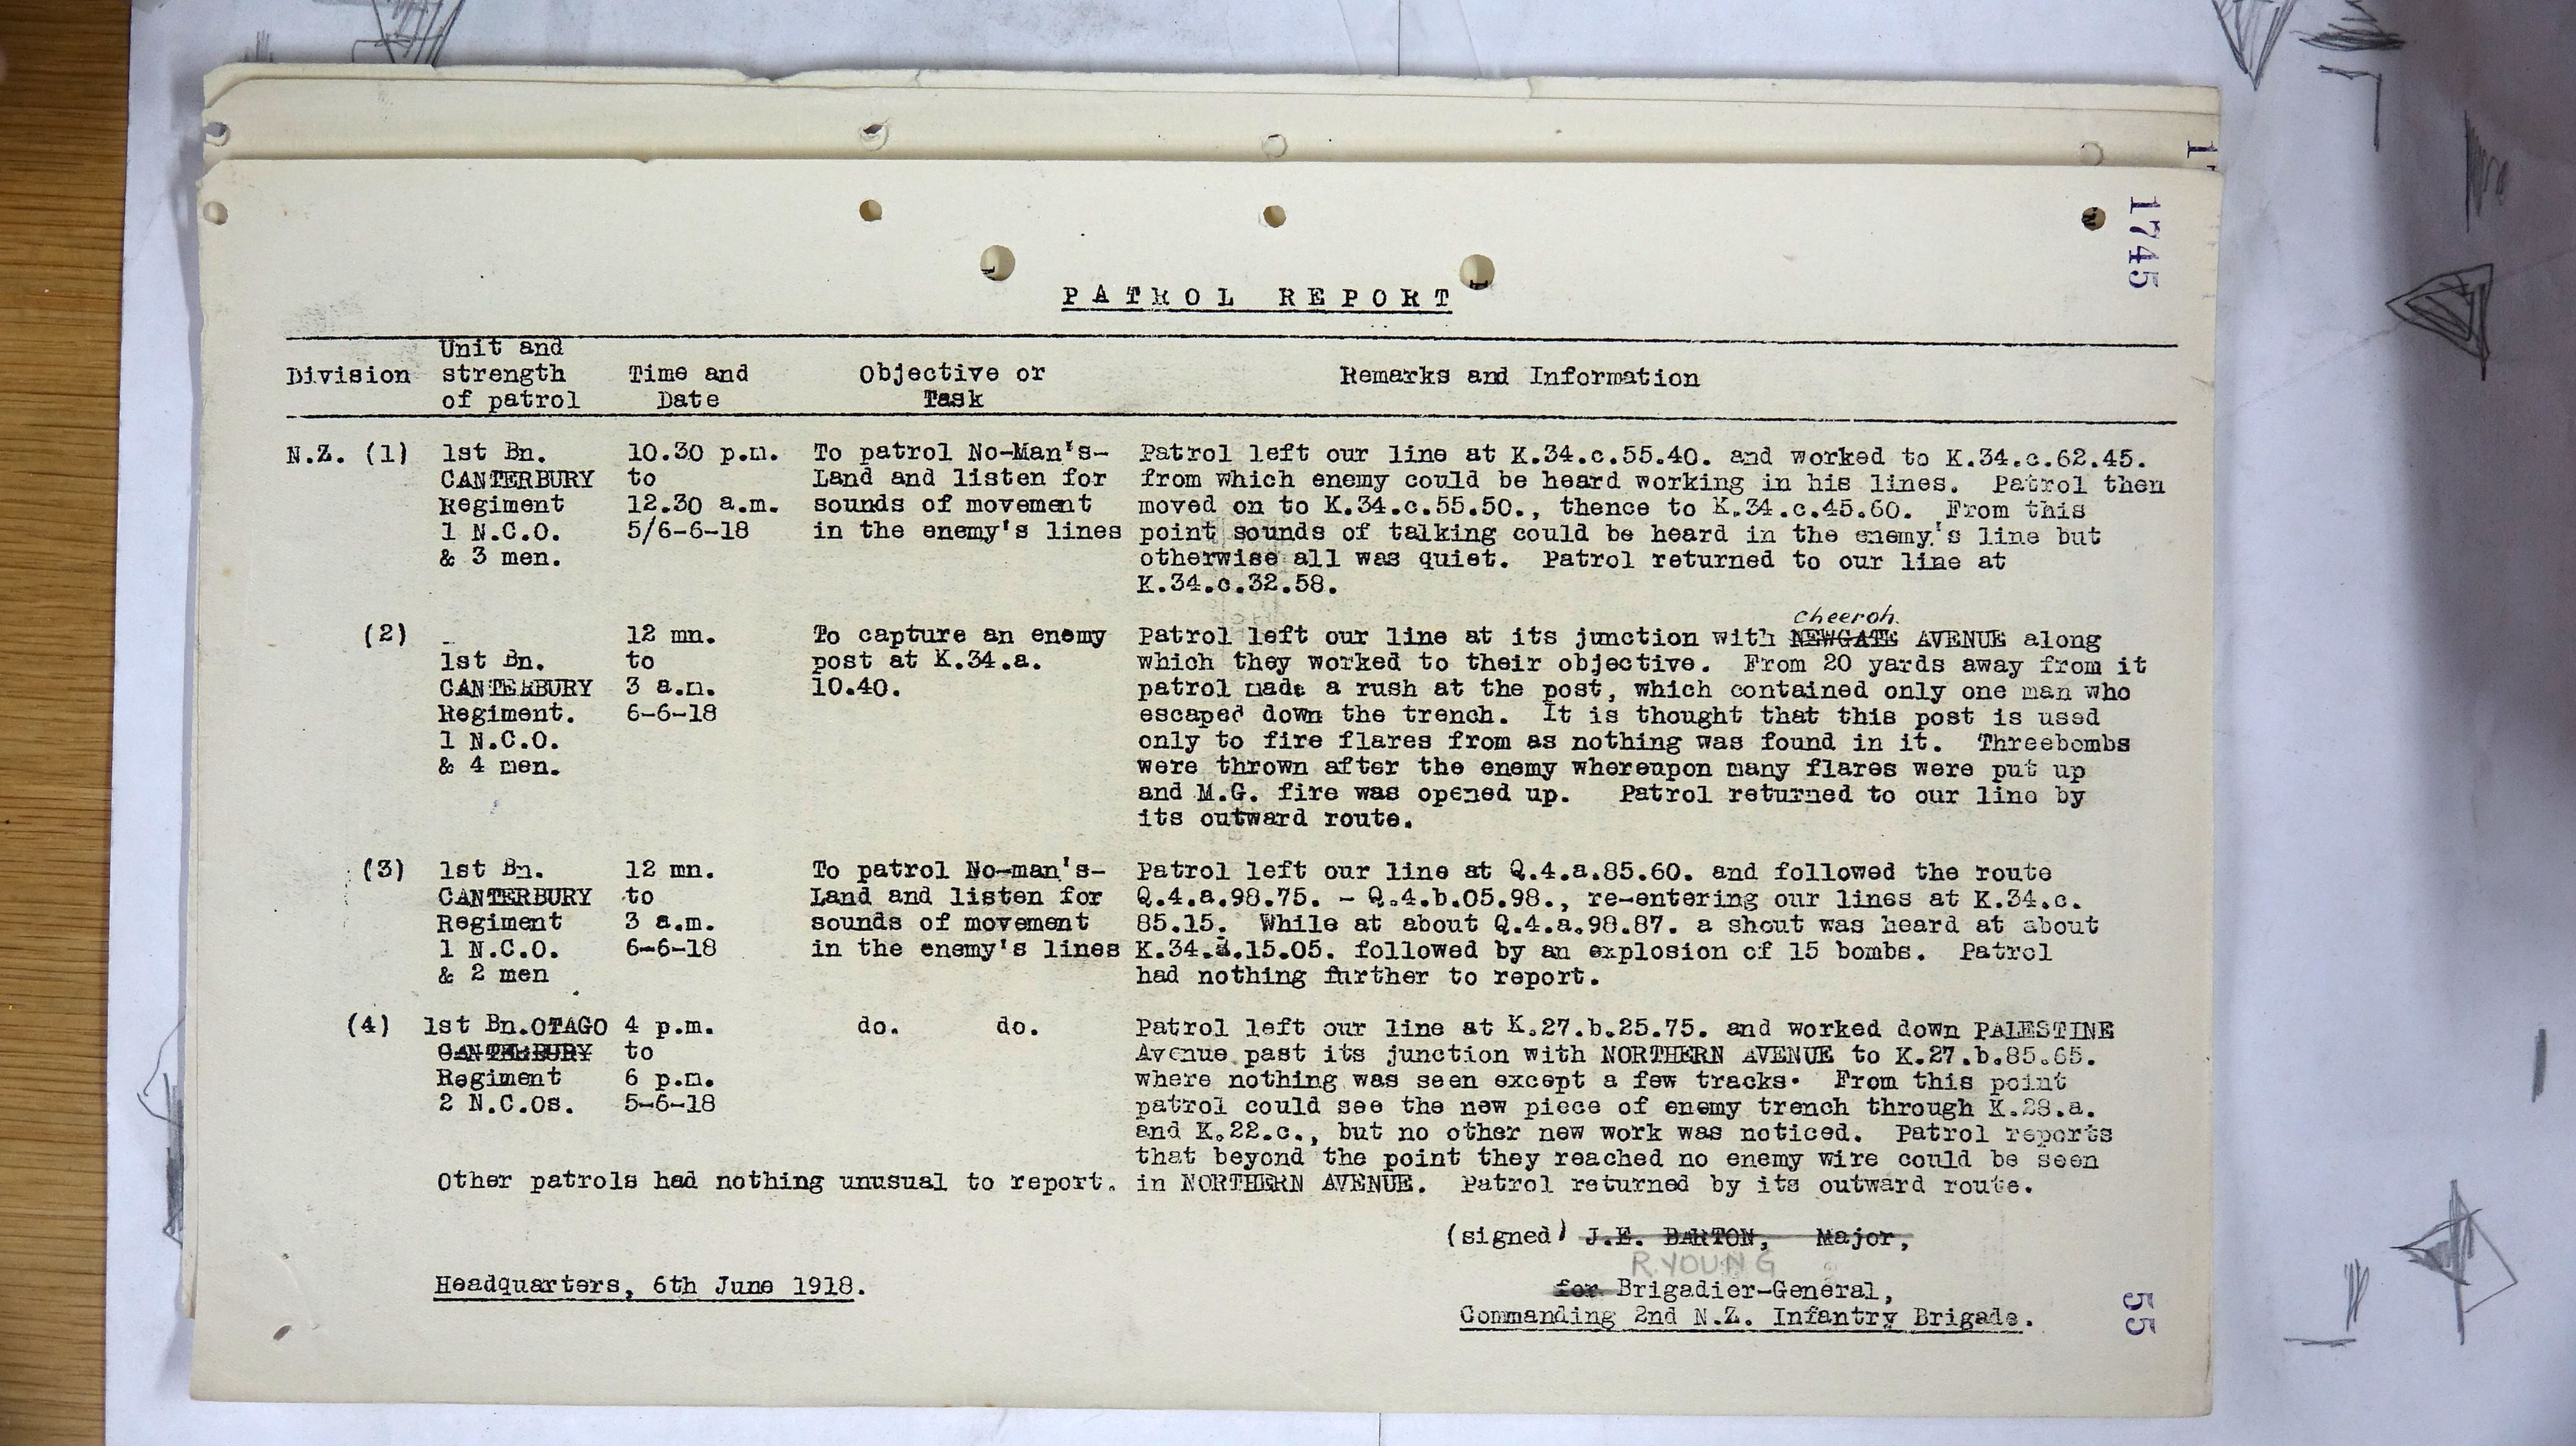 1745
PATROL REPORT
Division
Unit and strength of patrol
Time and Date
Objective or Task
Remarks and Information
N.Z. (1)
1st Bn.
CANTERBURY
Regiment
1 N.C.O.
& 3 men.
10.30 p.m.
to
12.30 a.m.
5/6-6-18
To patrol No-Man's-
Land and listen for
sounds of movement
in the enemy's lines
Patrol left our line at K.34.c.55.40. and worked to K.34.c.62.45.
from which enemy could be heard working in his lines. Patrol then
moved on to K.34.c.55.50., thence to K.34.c.45.60. From this
point sounds of talking could be heard in the enemy's line but
otherwise all was quiet. Patrol returned to our line at
K.34.c.32.58.
(2)
1st Bn.
CANTERBURY
Regiment.
1 N.C.O.
& 4 men.
12 mn.
to
3 a.m.
6-6-18
To capture an enemy
post at K.34.a.
10.40.
cheeroh.
Patrol left our line at its junction with NEWGATE AVENUE along
which they worked to their objective. From 20 yards away from it
patrol made a rush at the post, which contained only one man who
escaped down the trench. It is thought that this post is used
only to fire flares from as nothing was found in it. Threebombs
were thrown after the enemy whereupon many flares were put up
and M.G. fire was opened up. Patrol returned to our line by
its outward route.
(3)
1st Bn.
CANTERBURY
Regiment
1 N.C.O.
& 2 men
12 mn.
to
3 a.m.
6-6-18
To patrol No-man's-
Land and listen for
sounds of movement
in the enemy's lines
Patrol left our line at Q.4.a.85.60. and followed the route
Q.4.a.98.75. - Q.4.b.05.98., re-entering our lines at K.34.c.
85.15. While at about Q.4.a.98.87. a shout was heard at about
followed by an explosion of 15 bombs. Patrol
had nothing further to report.
(4)
1st Bn.OTAGO
CANTERBURY
Regiment
2 N.C.Os.
4 p.m.
to
6 p.m.
5-6-18
do. do.
Patrol left our line at K.27.b.25.75. and worked down PALESTINE
Avenue past its junction with NORTHERN AVENUE to K.27.b.85.65.
where nothing was seen except a few tracks. From this point
patrol could see the new piece of enemy trench through K.28.a.
and K.22.c., but no other new work was noticed. Patrol reports
that beyond the point they reached no enemy wire could be seen
in NORTHERN AVENUE. Patrol returned by its outward route.
Other patrols had nothing unusual to report.
(signed) J.E. BARTON, Major,
R. YOUNG
for Brigadier-General,
Commanding 2nd N.Z. Infantry Brigade.
Headquarters, 6th June 1918.
55